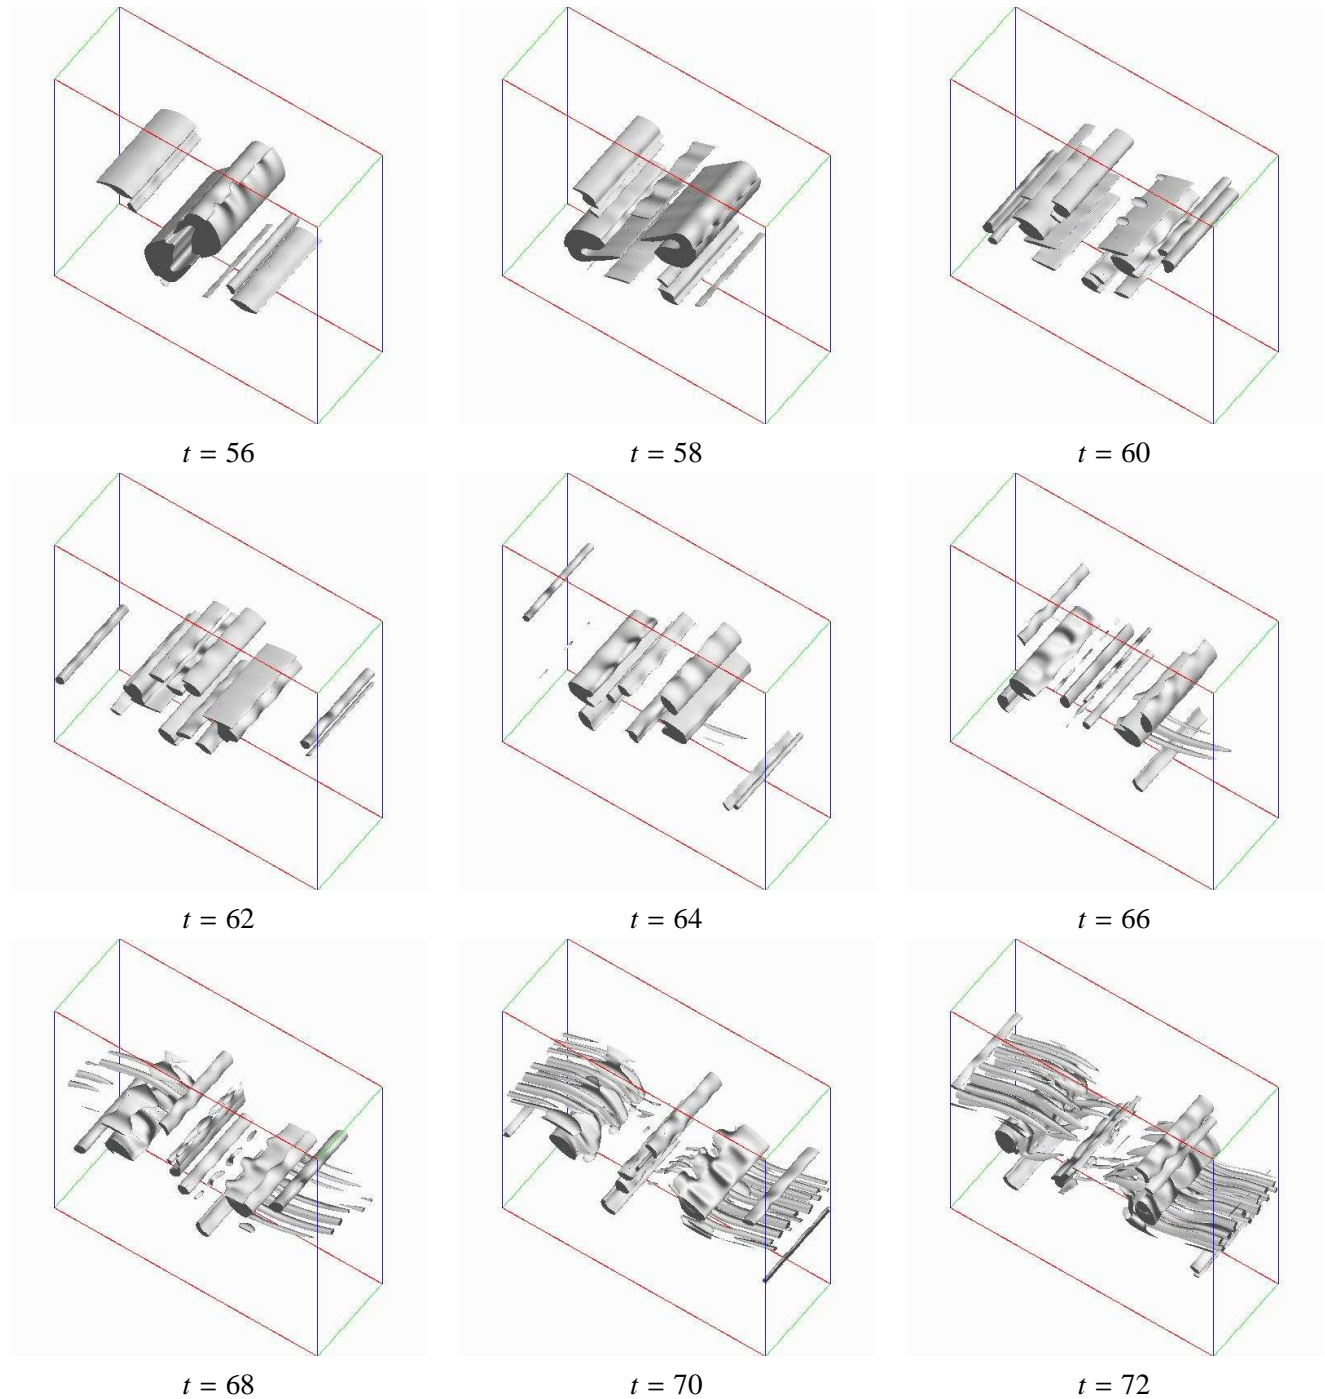 t = 56
t = 58
t = 60
t = 62
t = 64
t = 66
t = 68
t = 70
t = 72